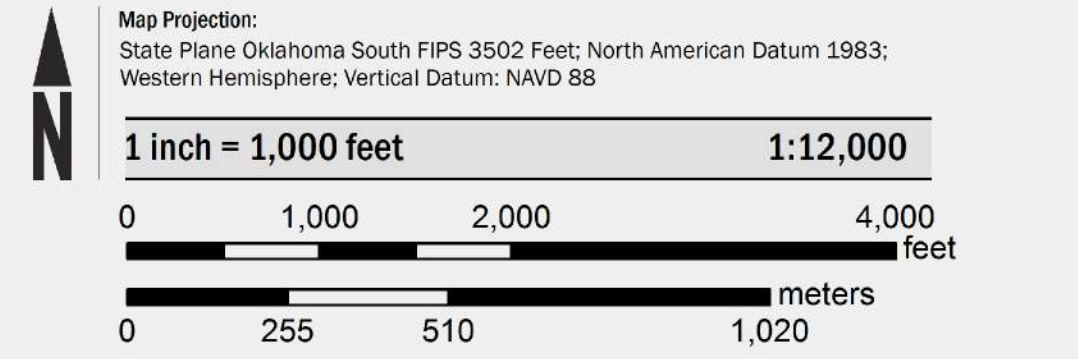 Map Projection:
State Plane Oklahoma South FIPS 3502 Feet; North American Datum 1983;
Western Hemisphere; Vertical Datum: NAVD 88
N
1 inch = 1,000 feet 1:12,000
0 1,000 2,000 4,000
feet
meters
0 255 510 1,020